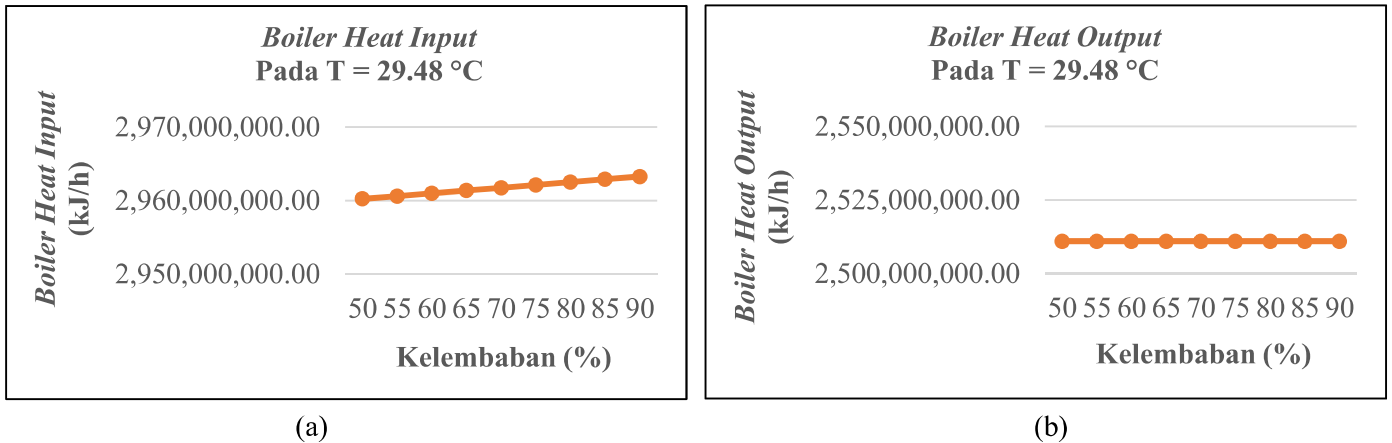 Boiler Heat Input
Pada T = 29.48 °C
Boiler Heat Input
(kJ/h)
2,970,000,000.00
2,960,000,000.00
2,950,000,000.00
50 55 60 65 70 75 80 85 90
Kelembaban (%)
(a)
Boiler Heat Output
Pada T = 29.48 °C
Boiler Heat Output
(kJ/h)
2,550,000,000.00
2,525,000,000.00
2,500,000,000.00
50 55 60 65 70 75 80 85 90
Kelembaban (%)
(b)